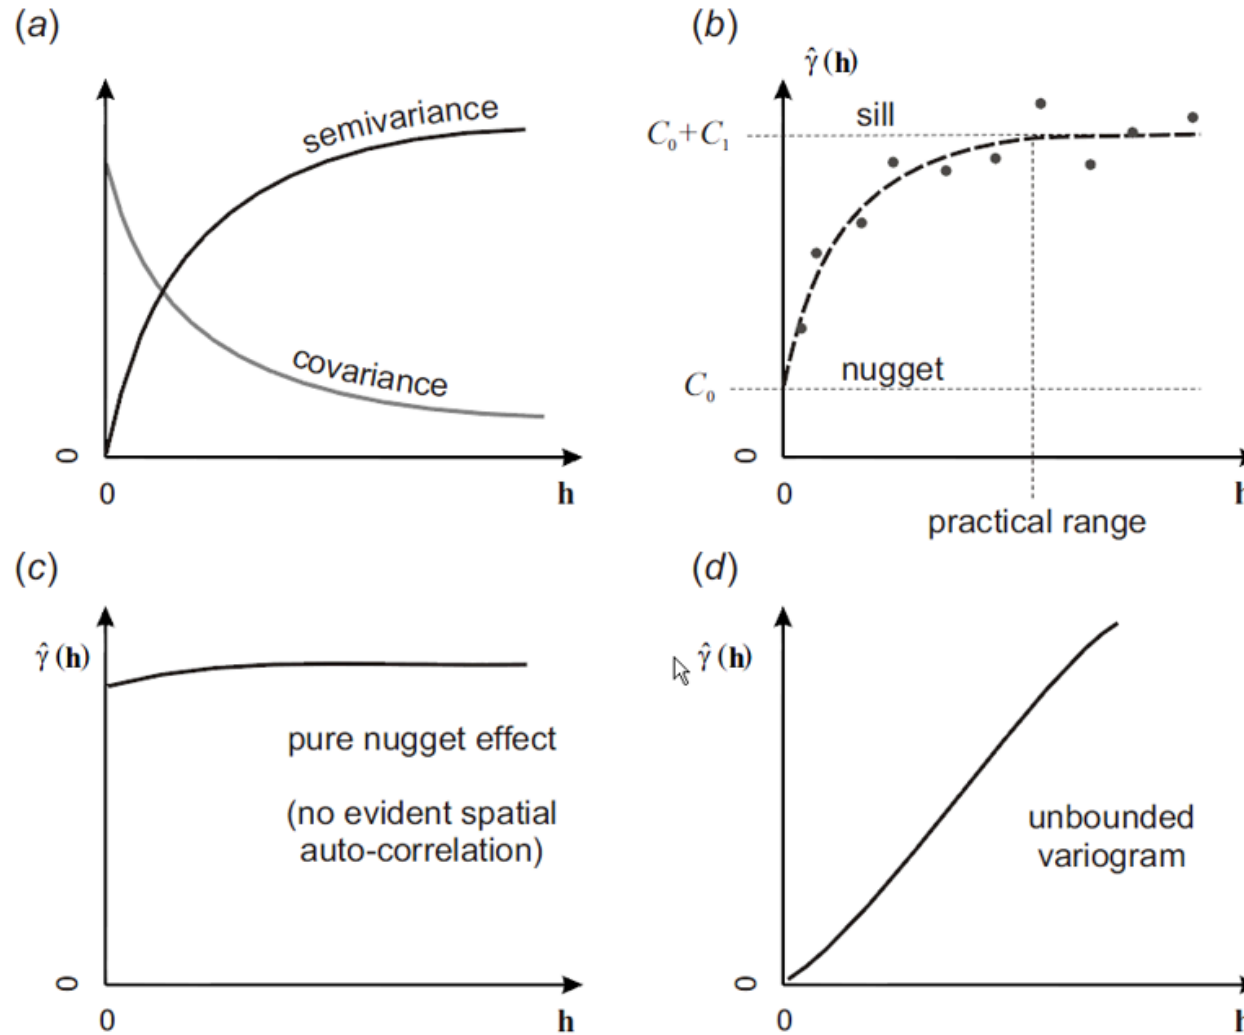 (a)
semivariance
covariance
0
0
h
(b)
γ̂(h)
C₀+C₁
sill
C₀
nugget
0
0
h
practical range
(c)
γ̂(h)
pure nugget effect
(no evident spatial
auto-correlation)
0
0
h
(d)
γ̂(h)
unbounded
variogram
0
0
h